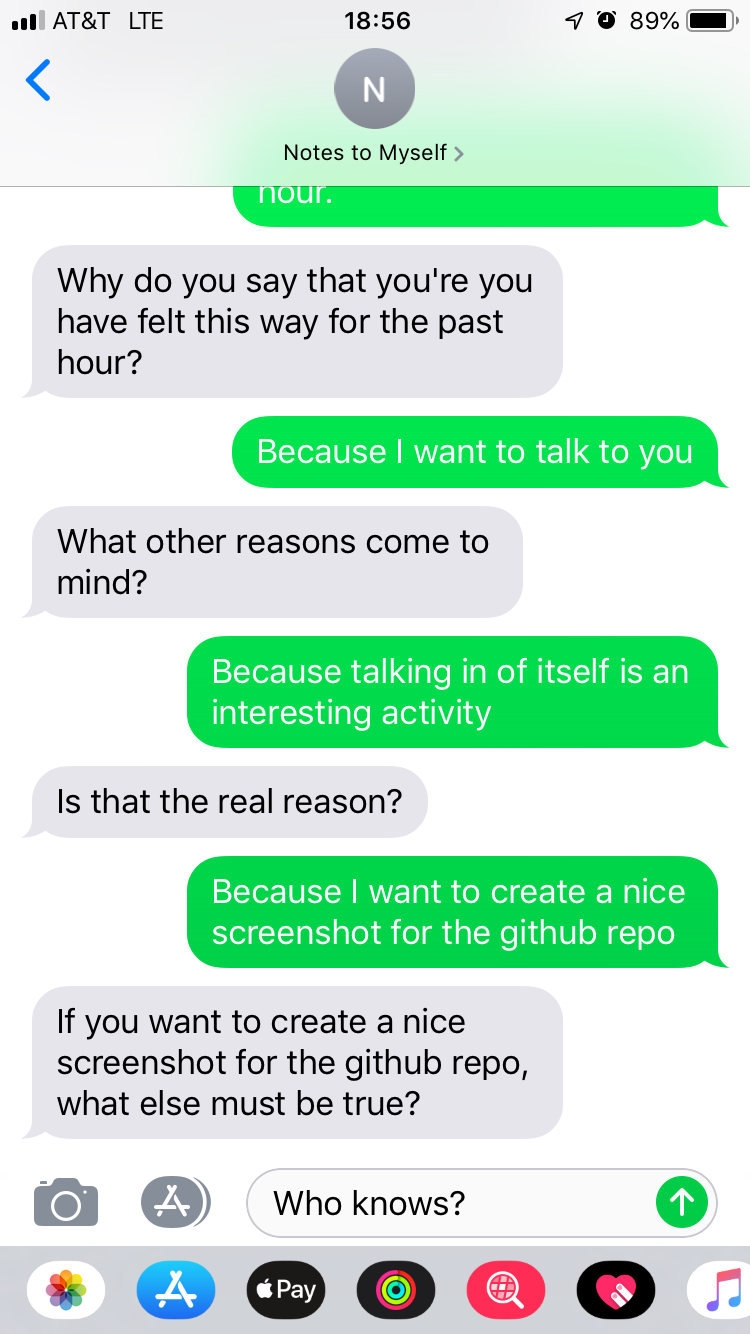 AT&T LTE 18:56 89%
N
Notes to Myself
hour.
Why do you say that you're you
have felt this way for the past
hour?
Because I want to talk to you
What other reasons come to
mind?
Because talking in of itself is an
interesting activity
Is that the real reason?
Because I want to create a nice
screenshot for the github repo
If you want to create a nice
screenshot for the github repo,
what else must be true?
Who knows?
Pay